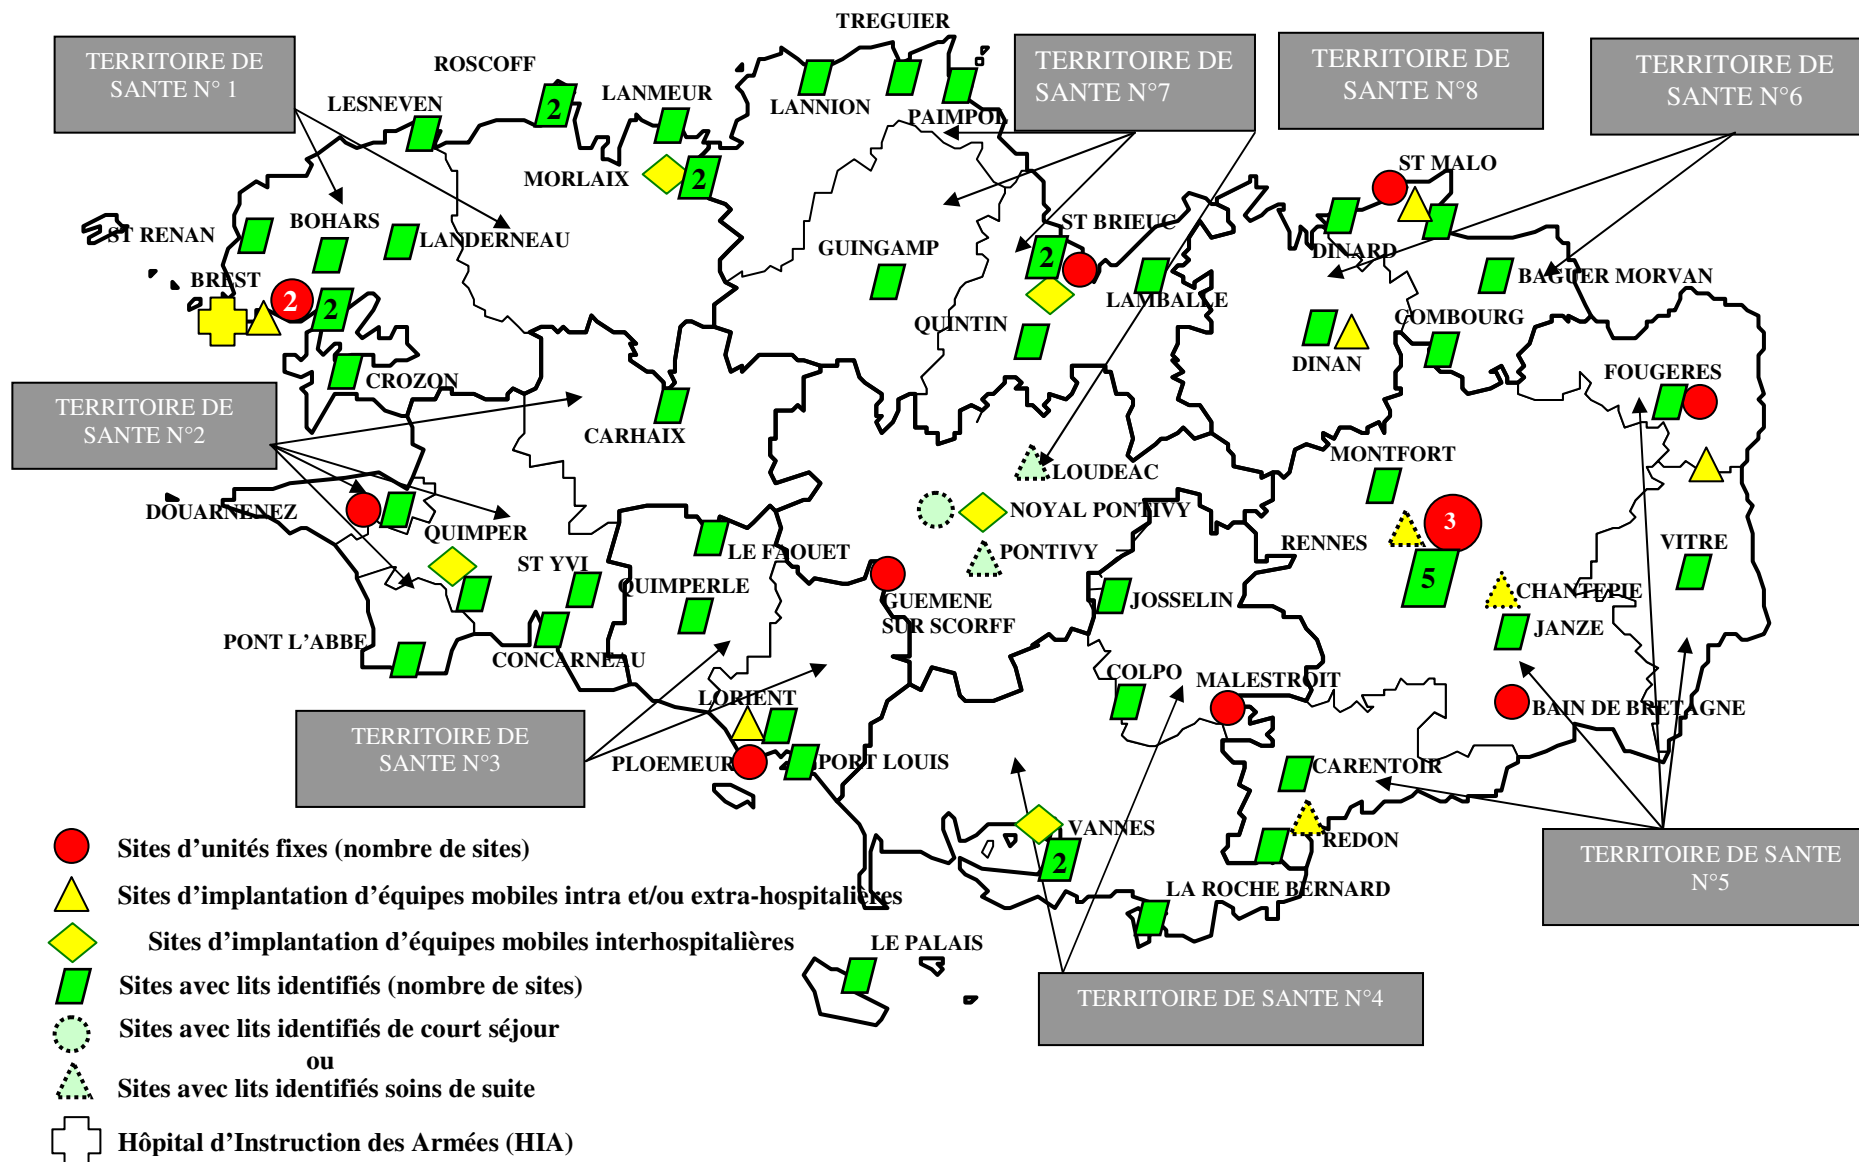 TREGUIER
TERRITOIRE DE
SANTE N° 1
ROSCOFF
LESNEVEN
LANMEUR
LANNION
PAIMPOL
TERRITOIRE DE
SANTE N°7
TERRITOIRE DE
SANTE N°8
TERRITOIRE DE
SANTE N°6
2
MORLAIX
2
ST MALO
ST RENAN
BOHARS
LANDERNEAU
GUINGAMP
ST BRIEUC
2
DINARD
BAGUER MORVAN
BREST
2
2
LAMBALLE
QUINTIN
COMBOURG
DINAN
CROZON
FOUGERES
TERRITOIRE DE
SANTE N°2
CARHAIX
MONTFORT
LOUDEAC
DOUARNENEZ
NOYAL PONTIVY
3
QUIMPER
LE FAOUET
PONTIVY
RENNES
VITRE
ST YVI
QUIMPERLE
5
CHANTEPIE
GUEMENE
SUR SCORFF
JOSSELIN
JANZE
PONT L'ABBE
CONCARNEAU
COLPO
MALESTROIT
LORIENT
BAIN DE BRETAGNE
TERRITOIRE DE
SANTE N°3
PLOEMEUR
PORT LOUIS
CARENTOIR
VANNES
2
REDON
TERRITOIRE DE SANTE
N°5
LA ROCHE BERNARD
LE PALAIS
TERRITOIRE DE SANTE N°4
Sites d’unités fixes (nombre de sites)
Sites d’implantation d’équipes mobiles intra et/ou extra-hospitalières
Sites d’implantation d’équipes mobiles interhospitalières
Sites avec lits identifiés (nombre de sites)
Sites avec lits identifiés de court séjour
ou
Sites avec lits identifiés soins de suite
Hôpital d’Instruction des Armées (HIA)